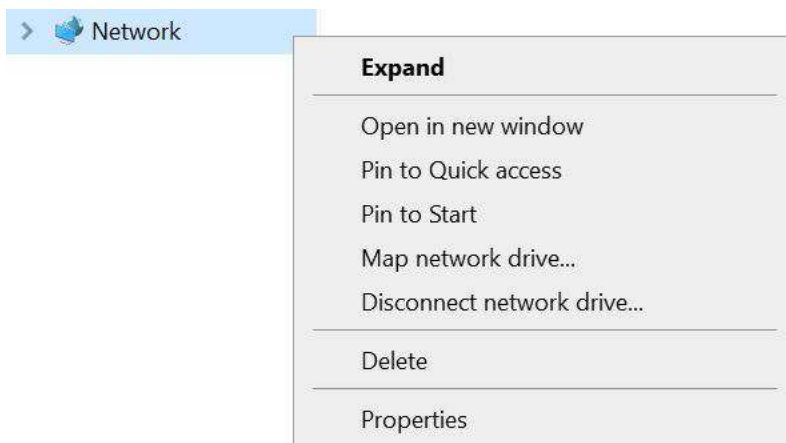 Network
Expand
Open in new window
Pin to Quick access
Pin to Start
Map network drive...
Disconnect network drive...
Delete
Properties